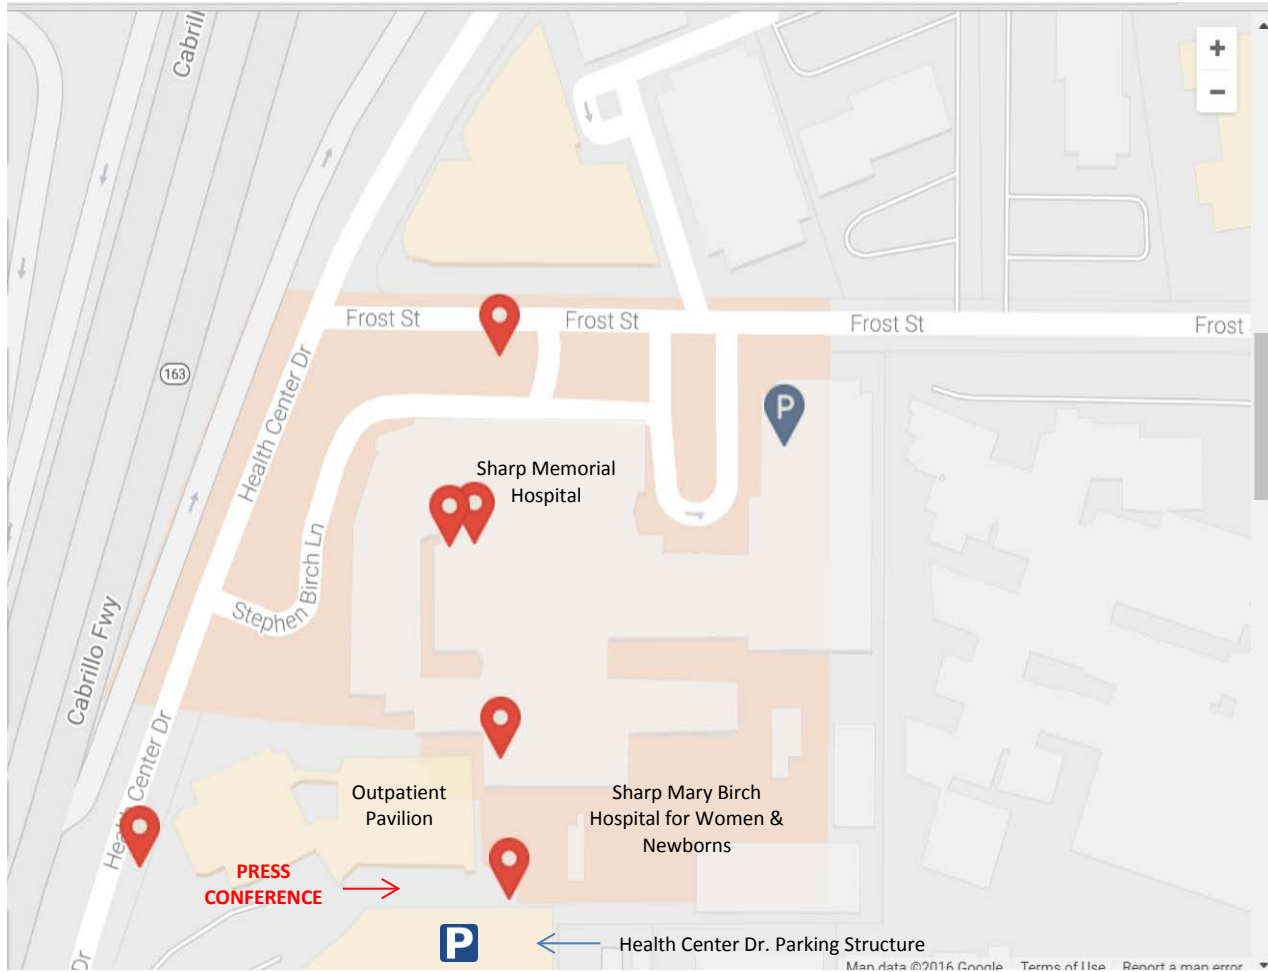 Cabrill
+
−
Frost St
Frost St
Frost St
Frost
163
Health Center Dr
P
Sharp Memorial
Hospital
Stephen Birch Ln
Cabrillo Fwy
Health Center Dr
Outpatient
Pavilion
Sharp Mary Birch
Hospital for Women &
Newborns
PRESS
CONFERENCE
P
Health Center Dr. Parking Structure
Dr
Map data ©2016 Google Terms of Use Report a map error